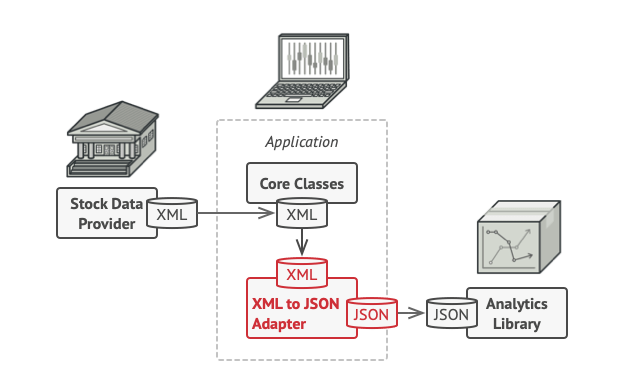 Application
Stock Data
Provider
XML
Core Classes
XML
XML
XML to JSON
Adapter
JSON
JSON
Analytics
Library